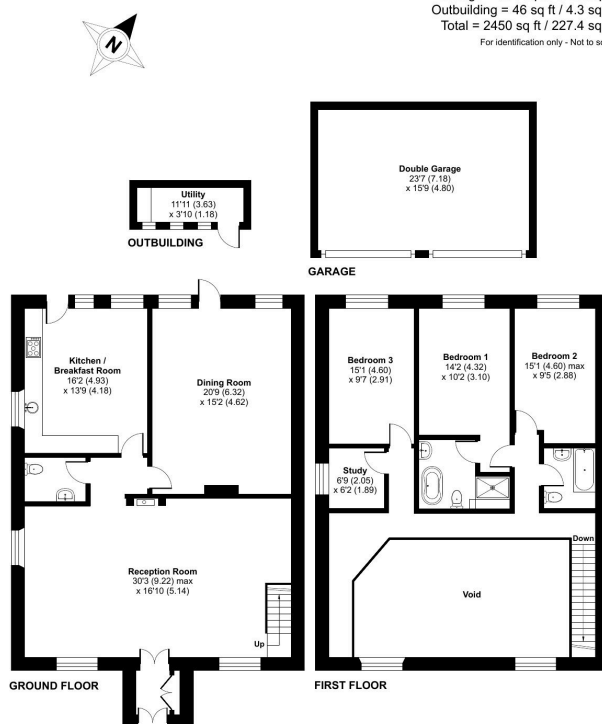 Outbuilding = 46 sq ft / 4.3 sq
Total = 2450 sq ft / 227.4 sq
For identification only - Not to sc
N
Double Garage
23'7 (7.18)
x 15'9 (4.80)
GARAGE
Utility
11'11 (3.63)
x 3'10 (1.18)
OUTBUILDING
Kitchen /
Breakfast Room
16'2 (4.93)
x 13'9 (4.18)
Dining Room
20'9 (6.32)
x 15'2 (4.62)
Reception Room
30'3 (9.22) max
x 16'10 (5.14)
Up
GROUND FLOOR
Bedroom 3
15'1 (4.60)
x 9'7 (2.91)
Bedroom 1
14'2 (4.32)
x 10'2 (3.10)
Bedroom 2
15'1 (4.60) max
x 9'5 (2.88)
Study
6'9 (2.05)
x 6'2 (1.89)
Down
Void
FIRST FLOOR